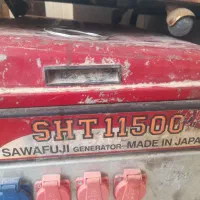 SHT11500
SAWAFUJI GENERATOR MADE IN JAPAN